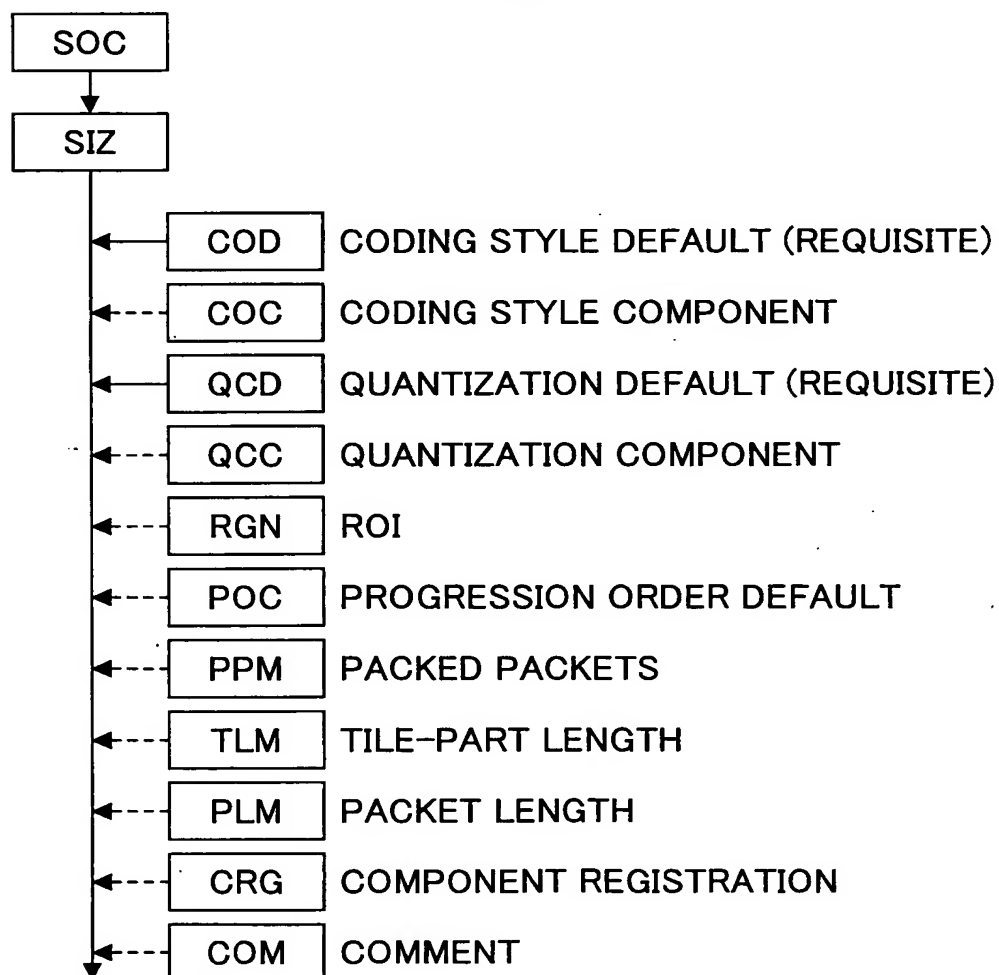 SOC
SIZ
COD CODING STYLE DEFAULT (REQUISITE)
COC CODING STYLE COMPONENT
QCD QUANTIZATION DEFAULT (REQUISITE)
QCC QUANTIZATION COMPONENT
RGN ROI
POC PROGRESSION ORDER DEFAULT
PPM PACKED PACKETS
TLM TILE-PART LENGTH
PLM PACKET LENGTH
CRG COMPONENT REGISTRATION
COM COMMENT